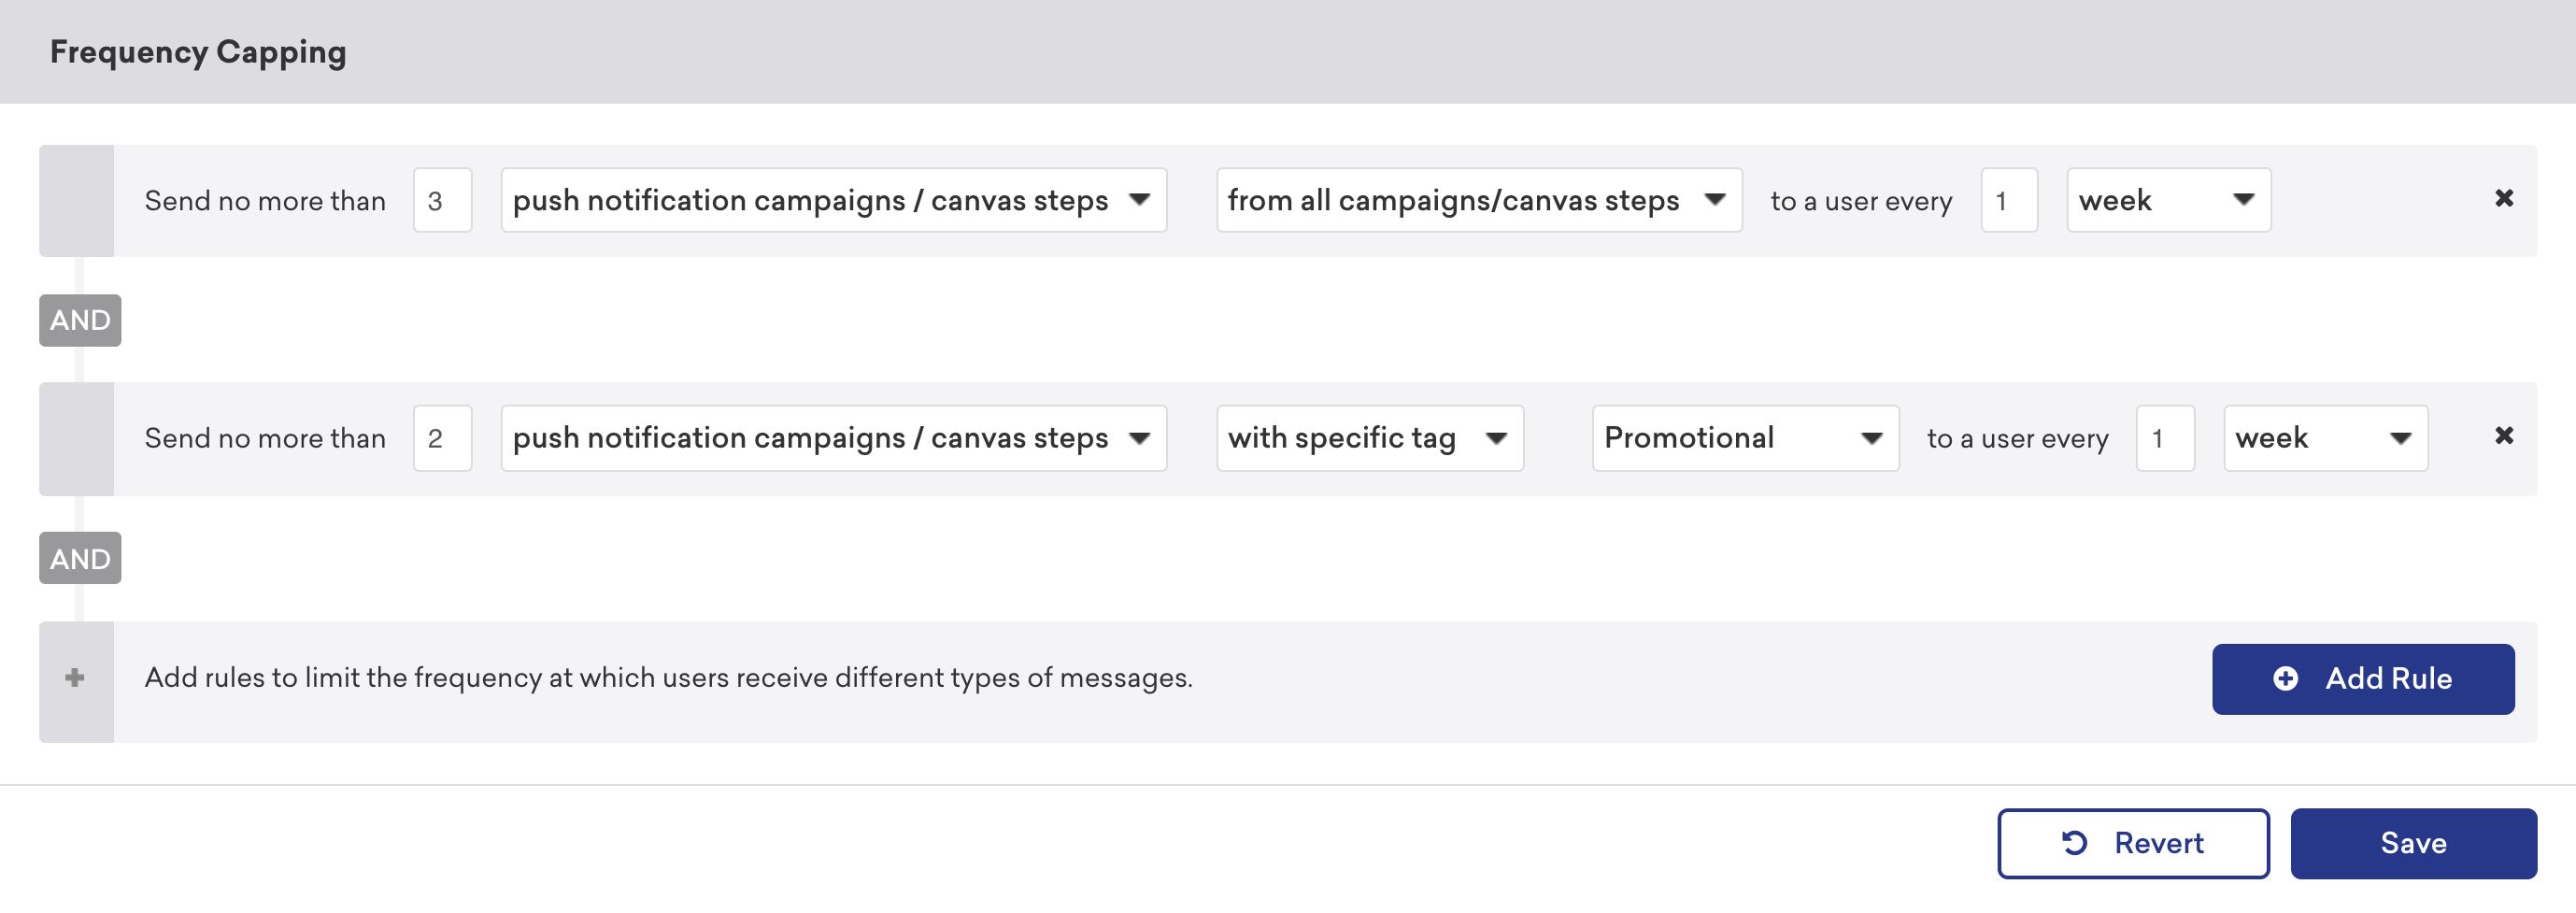 Frequency Capping
Send no more than 3 push notification campaigns / canvas steps from all campaigns/canvas steps to a user every 1 week
AND
Send no more than 2 push notification campaigns / canvas steps with specific tag Promotional to a user every 1 week
AND
Add rules to limit the frequency at which users receive different types of messages. Add Rule
Revert Save